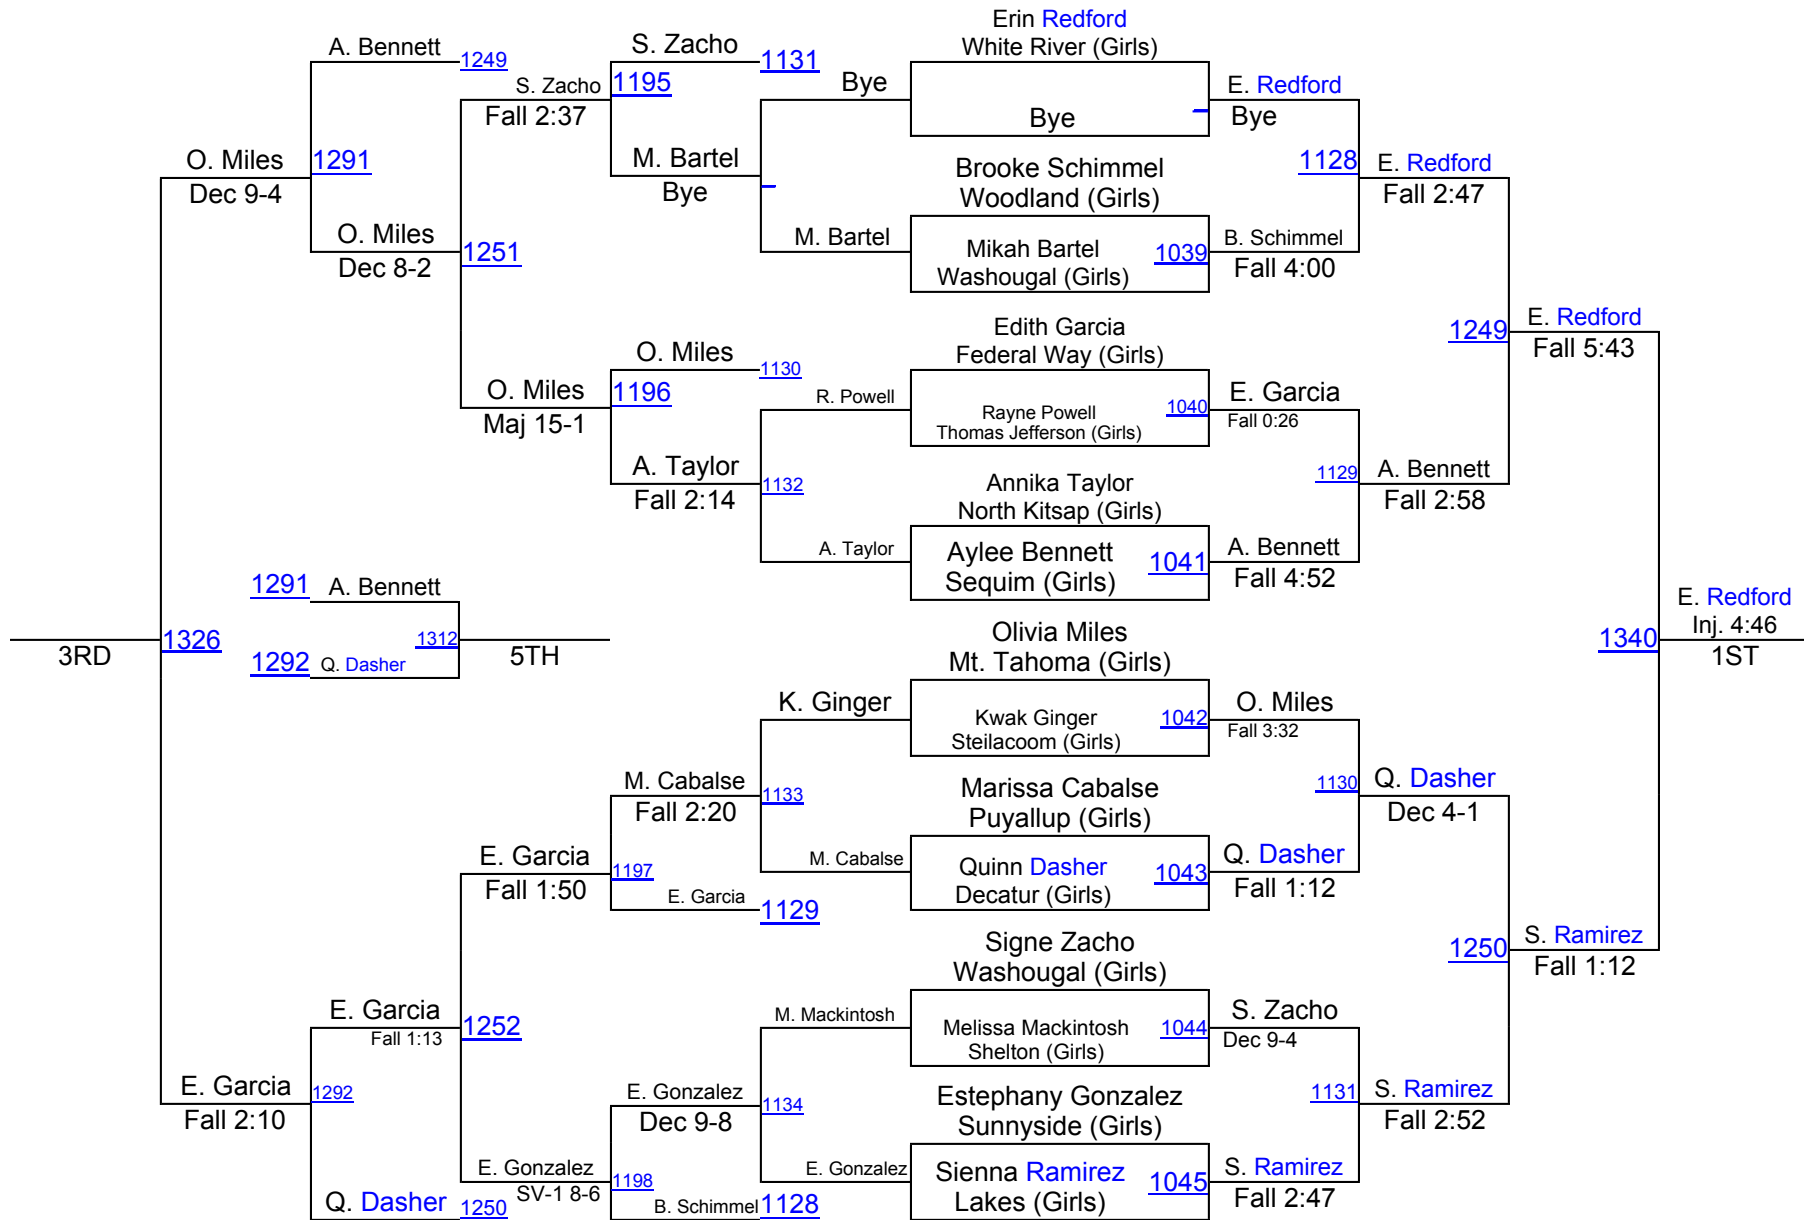 Erin Redford
A. Bennett
S. Zacho
White River (Girls)
1249
1131
S. Zacho
1195
Bye
E. Redford
Fall 2:37
Bye
Bye
O. Miles
1291
M. Bartel
Brooke Schimmel
1128
E. Redford
Dec 9-4
Bye
Woodland (Girls)
Fall 2:47
O. Miles
1251
M. Bartel
Mikah Bartel
1039
B. Schimmel
Dec 8-2
Washougal (Girls)
Fall 4:00
Edith Garcia
1249
E. Redford
O. Miles
Federal Way (Girls)
Fall 5:43
1130
O. Miles
1196
R. Powell
Rayne Powell
1040
E. Garcia
Maj 15-1
Thomas Jefferson (Girls)
Fall 0:26
A. Taylor
1132
Annika Taylor
1129
A. Bennett
Fall 2:14
North Kitsap (Girls)
Fall 2:58
A. Taylor
Aylee Bennett
1041
A. Bennett
1291
A. Bennett
Sequim (Girls)
Fall 4:52
E. Redford
Olivia Miles
Inj. 4:46
3RD
1326
1312
5TH
1340
1ST
1292
Q. Dasher
Mt. Tahoma (Girls)
K. Ginger
Kwak Ginger
1042
O. Miles
Steilacoom (Girls)
Fall 3:32
M. Cabalse
1133
Marissa Cabalse
1130
Q. Dasher
Fall 2:20
Puyallup (Girls)
Dec 4-1
E. Garcia
1197
M. Cabalse
Quinn Dasher
1043
Q. Dasher
Fall 1:50
E. Garcia
1129
Decatur (Girls)
Fall 1:12
Signe Zacho
1250
S. Ramirez
Washougal (Girls)
Fall 1:12
E. Garcia
1252
M. Mackintosh
Melissa Mackintosh
1044
S. Zacho
Fall 1:13
Shelton (Girls)
Dec 9-4
E. Garcia
1292
E. Gonzalez
1134
Estephany Gonzalez
1131
S. Ramirez
Fall 2:10
Dec 9-8
Sunnyside (Girls)
Fall 2:52
E. Gonzalez
1198
E. Gonzalez
Sienna Ramirez
1045
S. Ramirez
SV-1 8-6
Lakes (Girls)
Fall 2:47
Q. Dasher
1250
B. Schimmel
1128